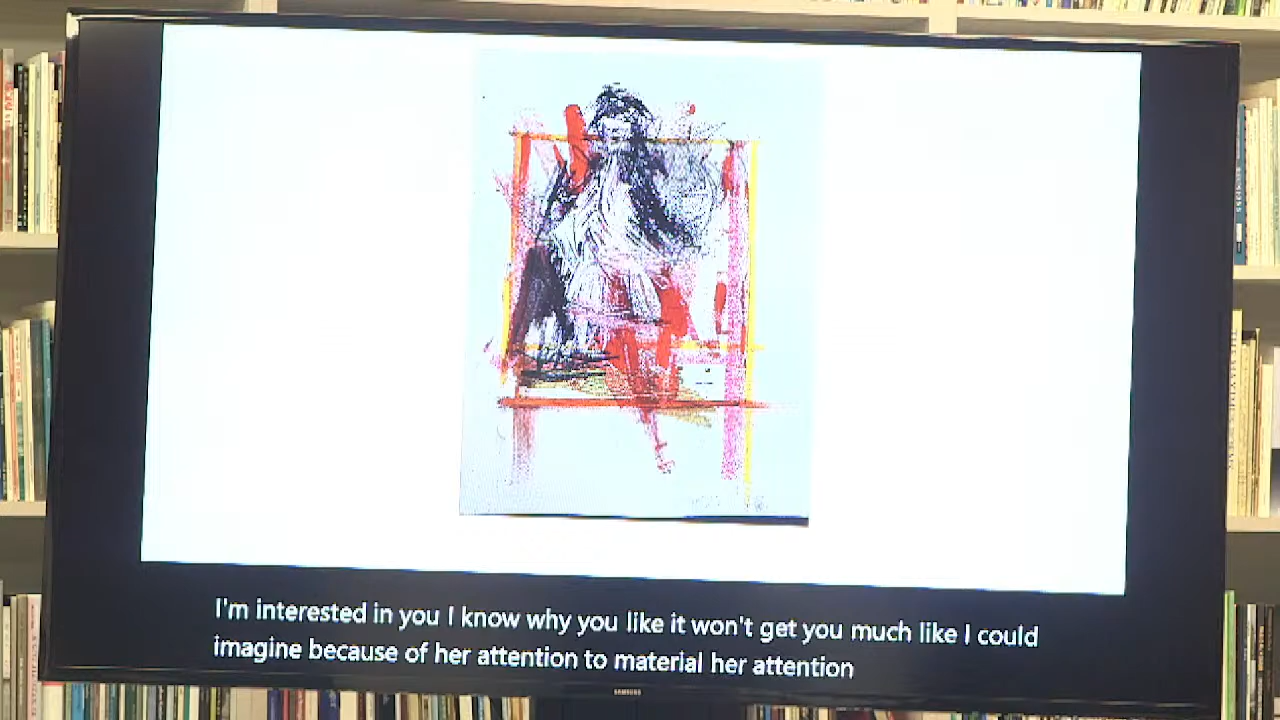 I'm interested in you I know why you like it won't get you much like I could
imagine because of her attention to material her attention
SAMSUNG